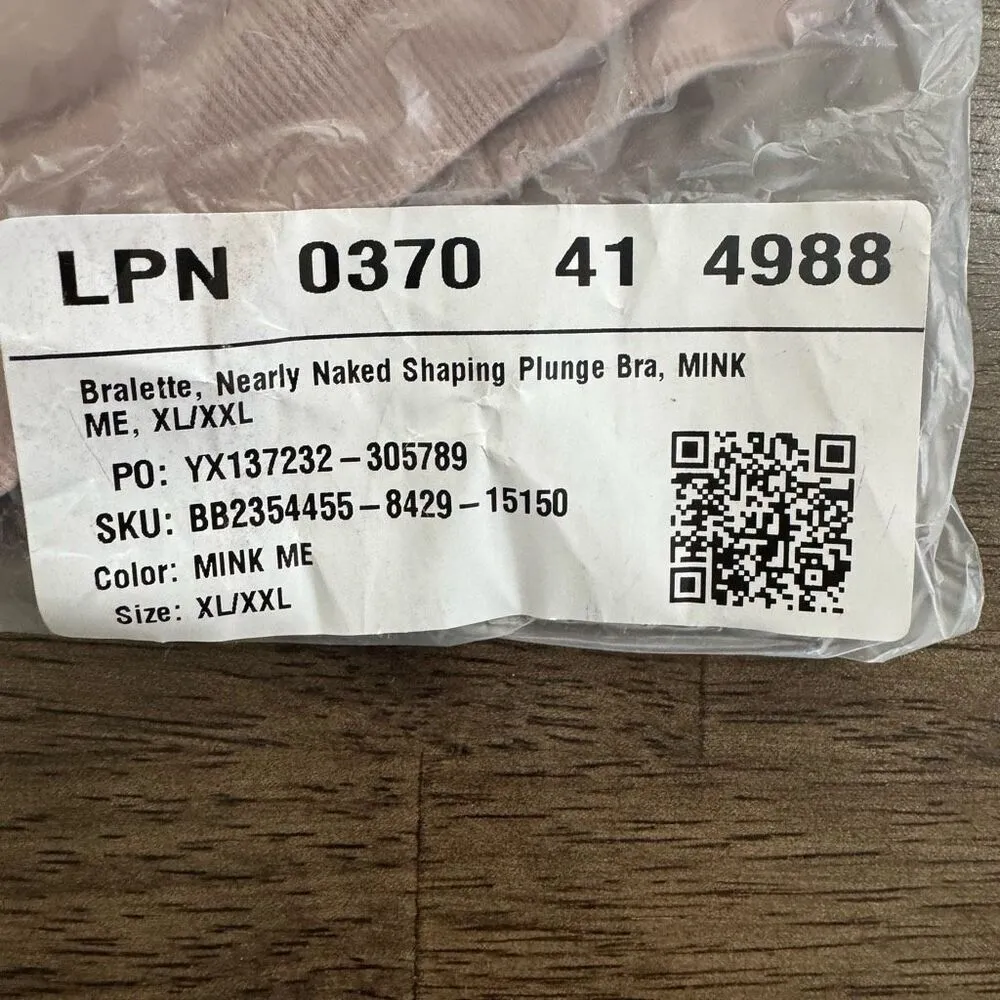 LPN 0370 41 4988
Bralette, Nearly Naked Shaping Plunge Bra, MINK
ME, XL/XXL
PO: YX137232-305789
SKU: BB2354455-8429-15150
Color: MINK ME
Size: XL/XXL